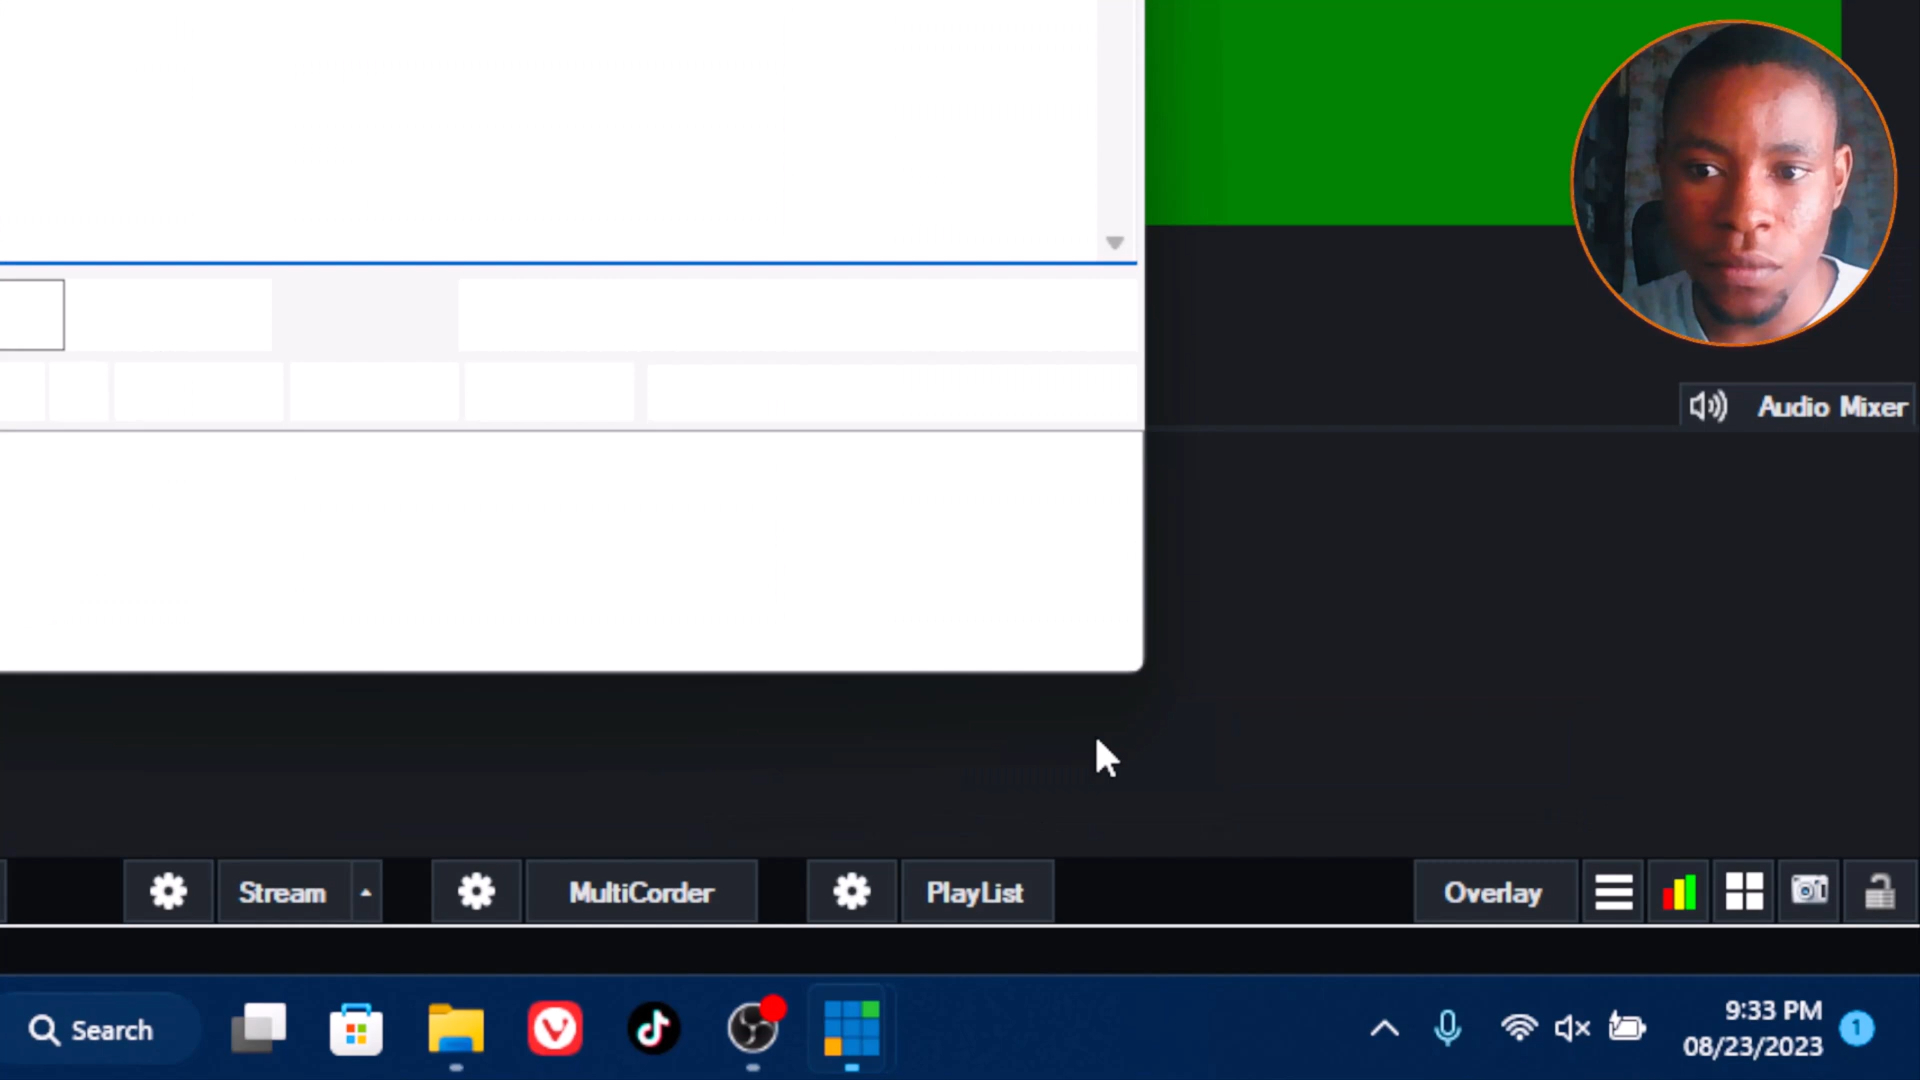 Audio Mixer
Stream
MultiCorder
PlayList
Overlay
Search
9:33 PM
08/23/2023
1